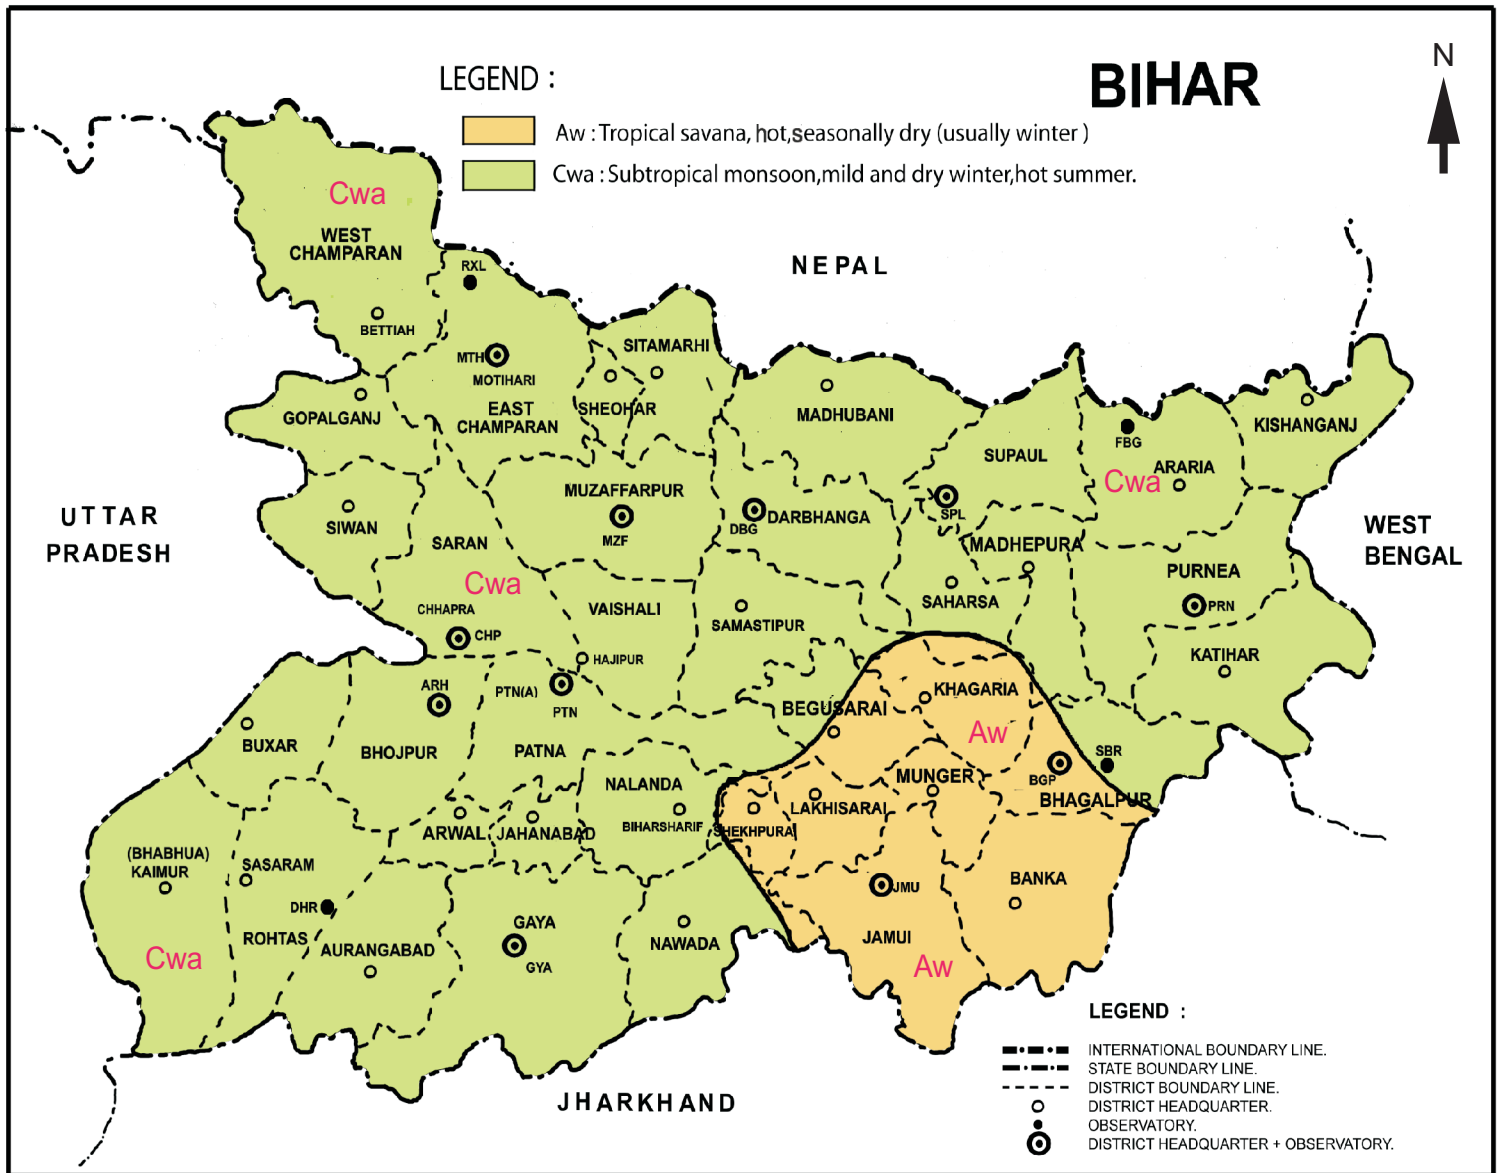 BIHAR
N
LEGEND :
Aw : Tropical savana, hot,seasonally dry (usually winter )
Cwa : Subtropical monsoon,mild and dry winter,hot summer.
Cwa
WEST
CHAMPARAN
BETTIAH
RXL
NEPAL
MTH
MOTIHARI
EAST
CHAMPARAN
SITAMARHI
SHEOHAR
GOPALGANJ
MADHUBANI
SUPAUL
FBG
ARARIA
Cwa
KISHANGANJ
UTTAR
PRADESH
SIWAN
SARAN
Cwa
CHHAPRA
CHP
MUZAFFARPUR
MZF
DBG
DARBHANGA
SPL
MADHEPURA
SAHARSA
PURNEA
PRN
WEST
BENGAL
VAISHALI
HAJIPUR
SAMASTIPUR
KATIHAR
ARH
PTN(A)
PTN
BUXAR
BHOJPUR
PATNA
BEGUSARAI
KHAGARIA
Aw
SBR
BGP
BHAGALPUR
NALANDA
BIHARSHARIF
MUNGER
LAKHISARAI
SHEKHPURA
ARWAL
JAHANABAD
(BHABHUA)
KAIMUR
SASARAM
DHR
ROHTAS
Cwa
AURANGABAD
GAYA
GYA
NAWADA
JMU
JAMUI
Aw
BANKA
JHARKHAND
LEGEND :
INTERNATIONAL BOUNDARY LINE.
STATE BOUNDARY LINE.
DISTRICT BOUNDARY LINE.
DISTRICT HEADQUARTER.
OBSERVATORY.
DISTRICT HEADQUARTER + OBSERVATORY.